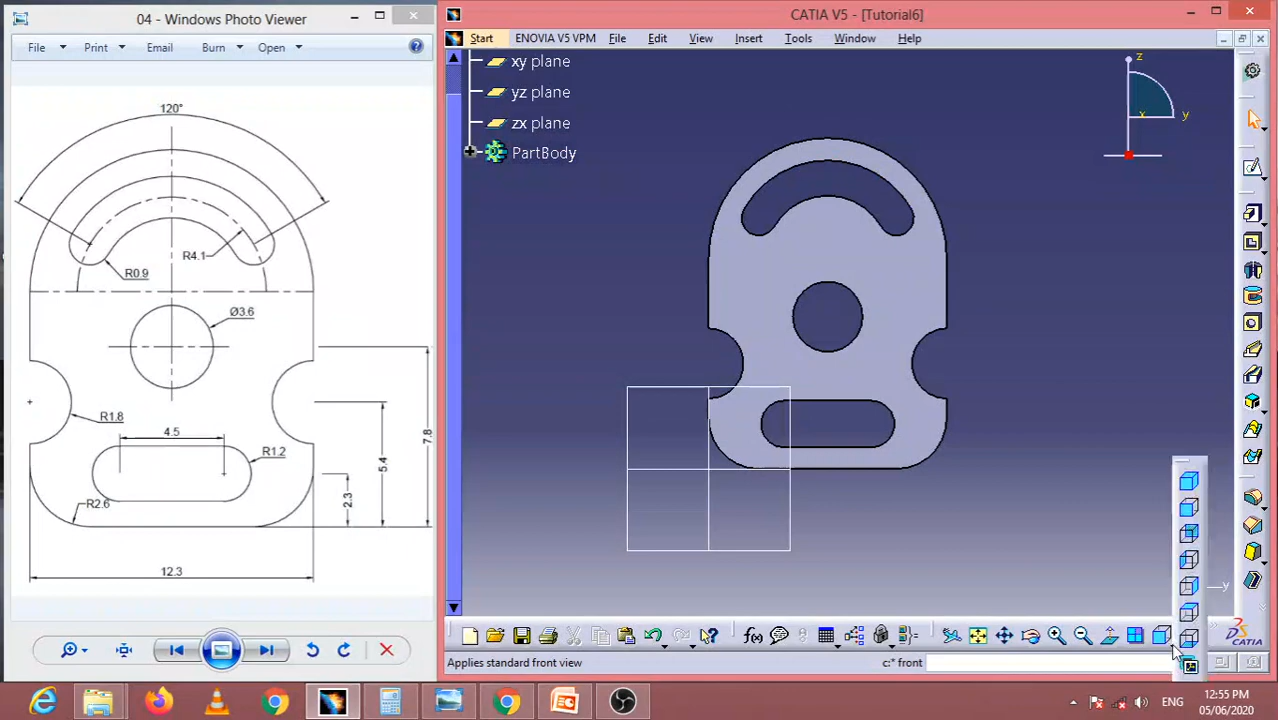 04 - Windows Photo Viewer
File Print Email Burn Open
120°
R4.1
R0.9
Ø3.6
R1.8
4.5
R1.2
R2.6
2.3
5.4
7.8
12.3
CATIA V5 - [Tutorial6]
Start ENOVIA V5 VPM File Edit View Insert Tools Window Help
xy plane
yz plane
zx plane
PartBody
z
x
y
y
f(x)
CATIA
Applies standard front view
c:* front
ENG
12:55 PM
05/06/2020